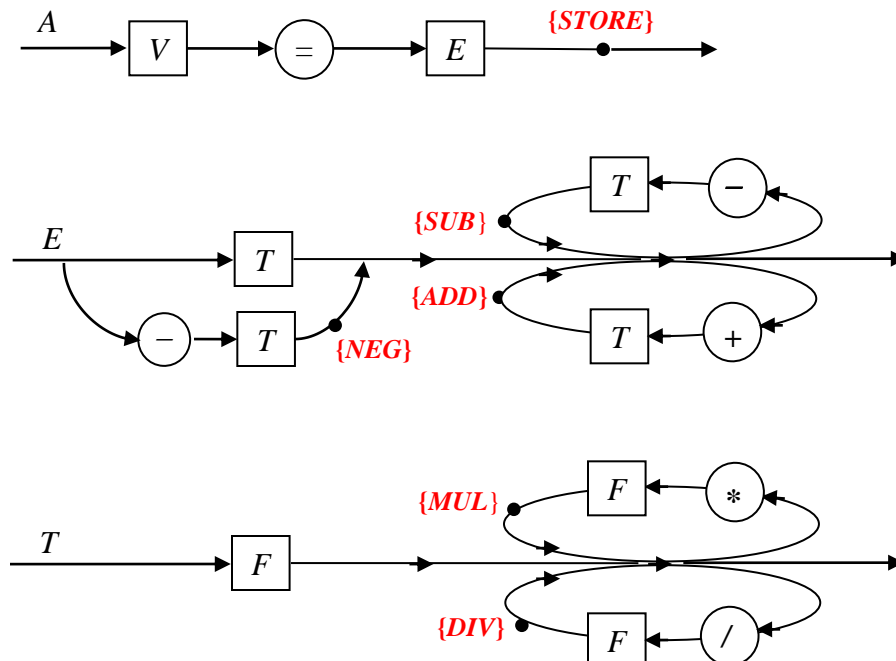 A
V = E {STORE}
T −
{SUB}
E
T
{ADD}
− T {NEG} T +
F *
{MUL}
T
F
{DIV}
F /